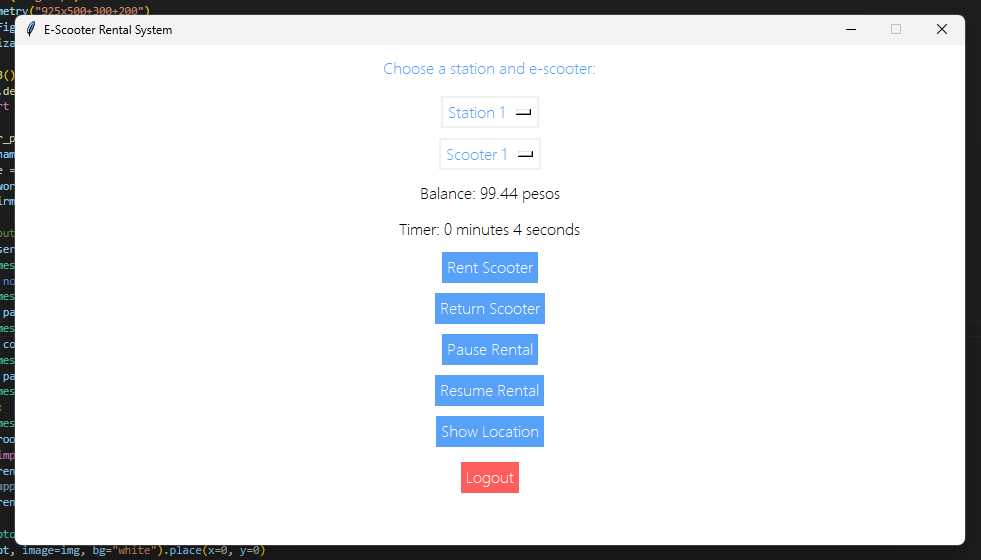 metry("925x500+300+200")
E-Scooter Rental System
Choose a station and e-scooter:
Station 1
Scooter 1
Balance: 99.44 pesos
Timer: 0 minutes 4 seconds
Rent Scooter
Return Scooter
Pause Rental
Resume Rental
Show Location
Logout
ot, image=img, bg="white").place(x=0, y=0)